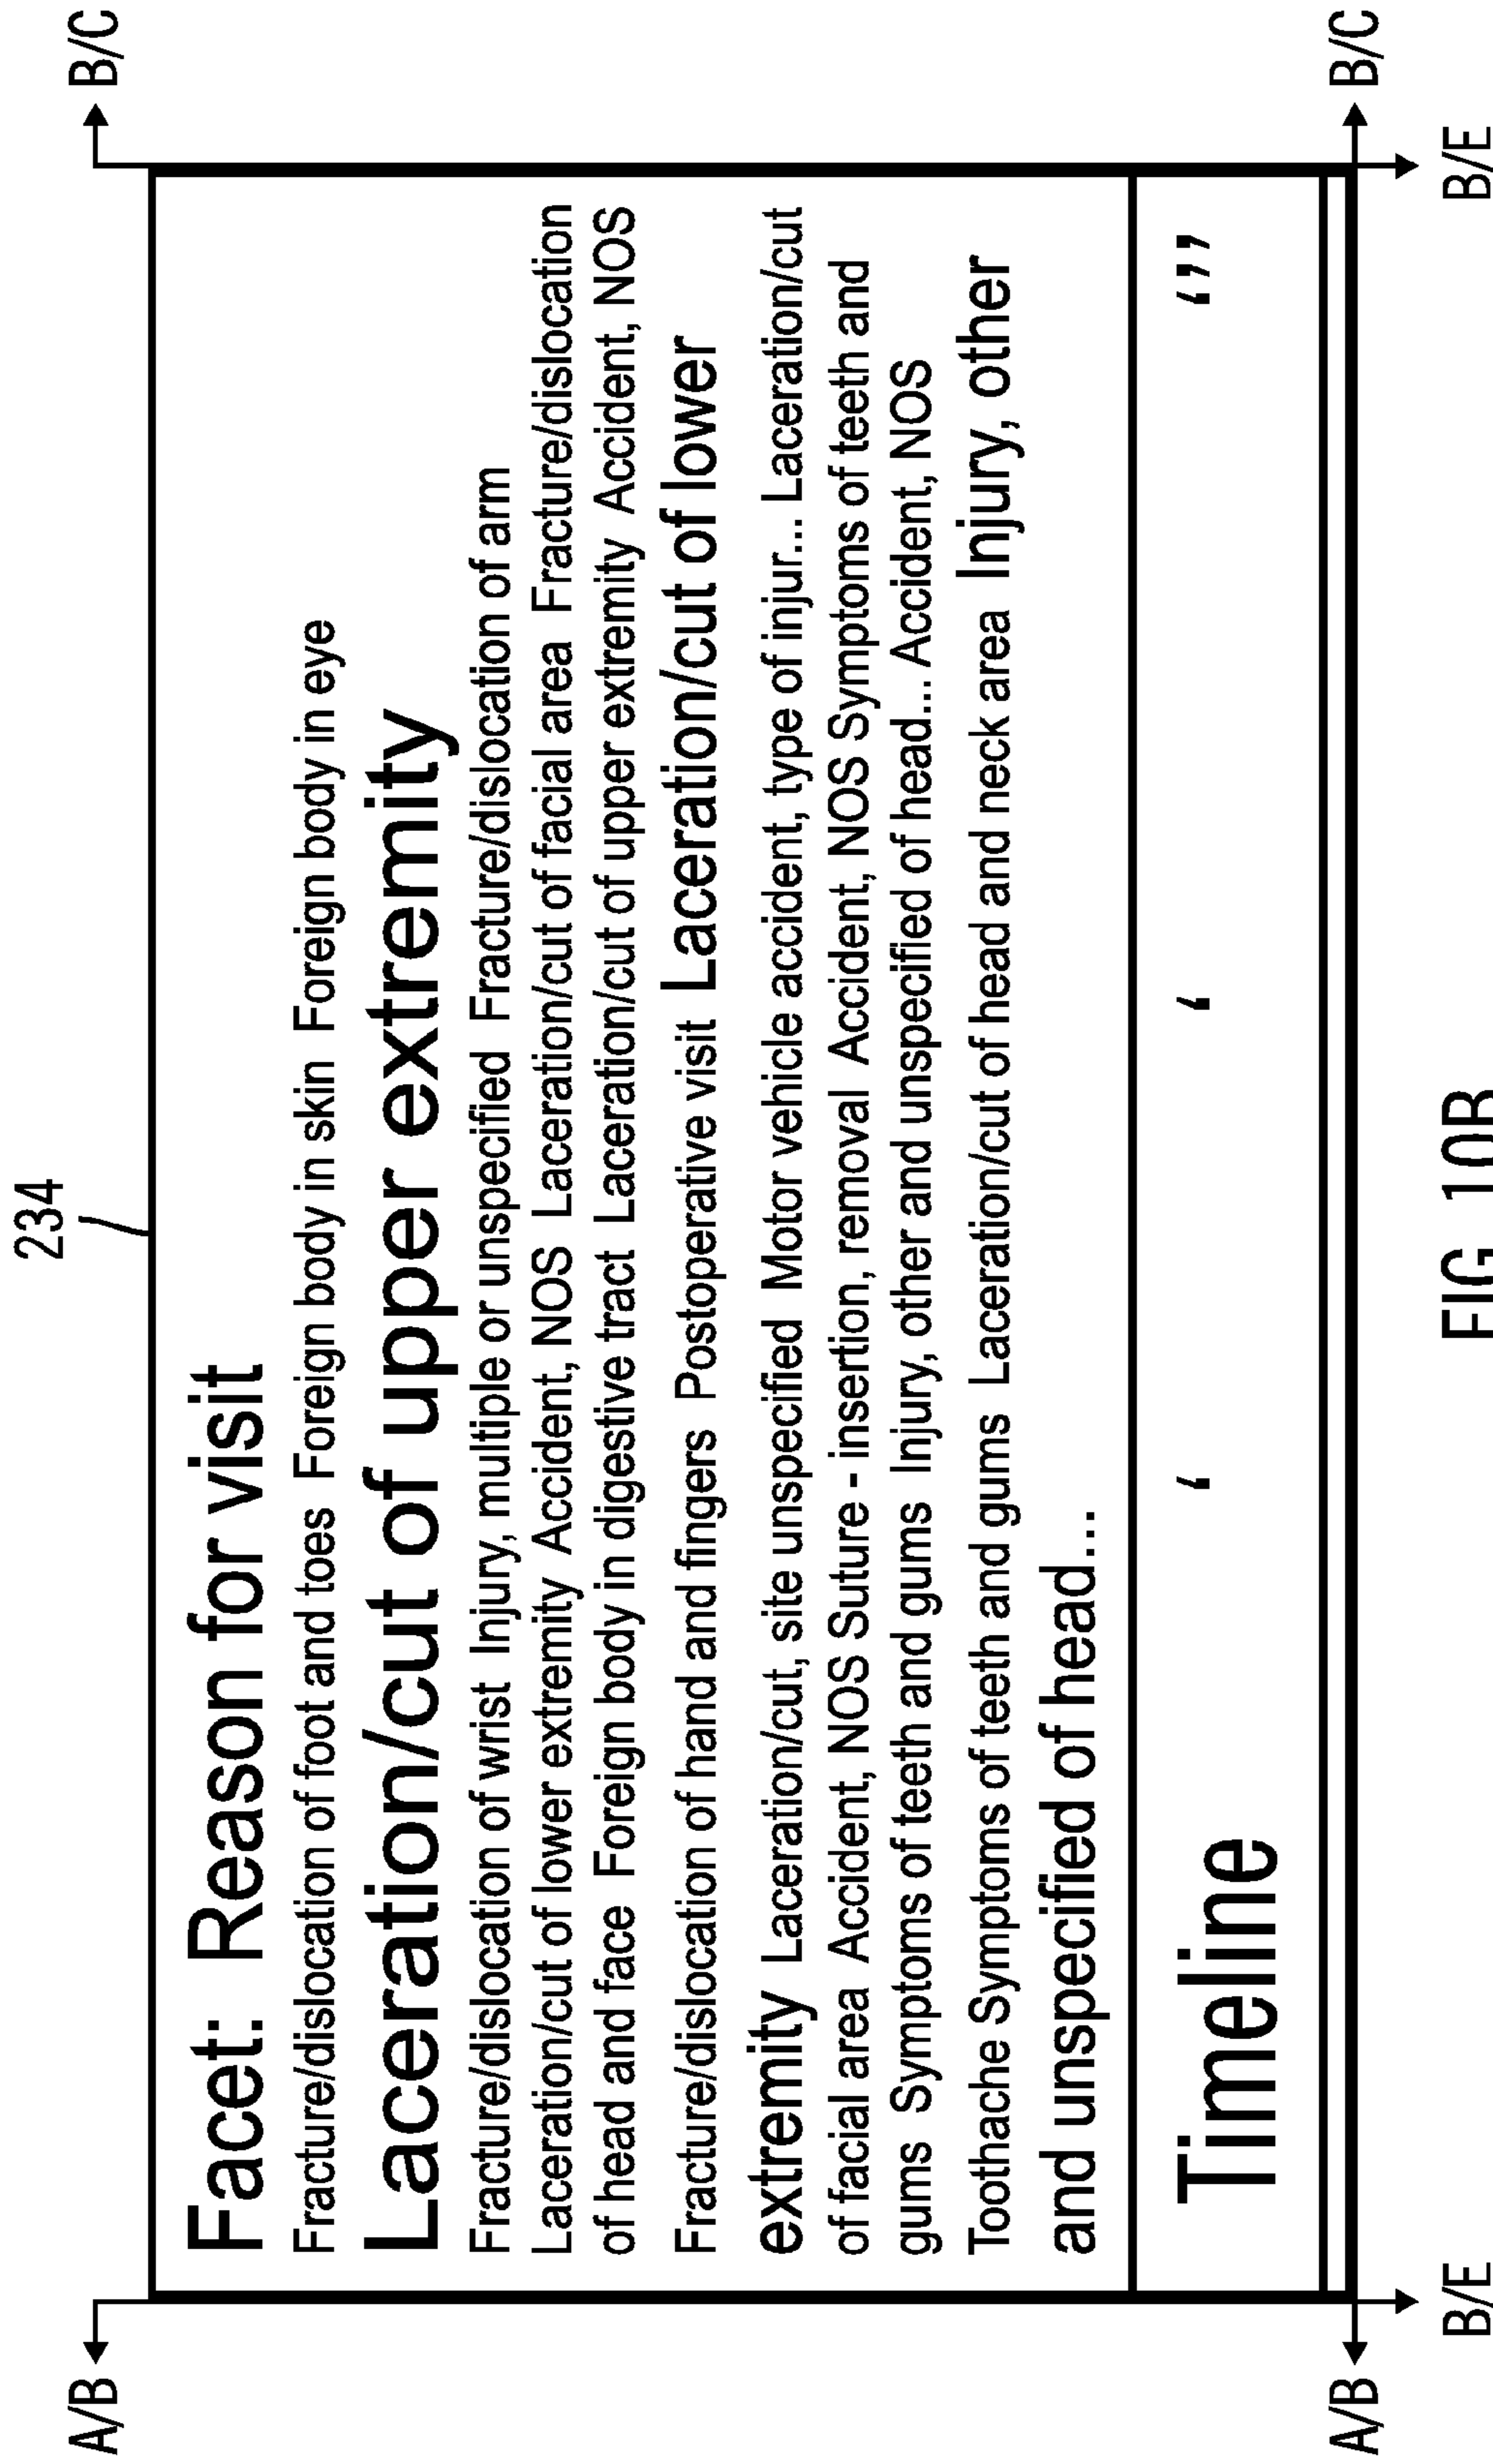 234
A/B B/C
Facet: Reason for visit
Fracture/dislocation of foot and toes Foreign body in skin Foreign body in eye
Laceration/cut of upper extremity
Fracture/dislocation of wrist Injury, multiple or unspecified Fracture/dislocation of arm
Laceration/cut of lower extremity Accident, NOS Laceration/cut of facial area Fracture/dislocation
of head and face Foreign body in digestive tract Laceration/cut of upper extremity Accident, NOS
Fracture/dislocation of hand and fingers Postoperative visit Laceration/cut of lower
extremity Laceration/cut, site unspecified Motor vehicle accident, type of injur... Laceration/cut
of facial area Accident, NOS Suture - insertion, removal Accident, NOS Symptoms of teeth and
gums Symptoms of teeth and gums Injury, other and unspecified of head... Accident, NOS
Toothache Symptoms of teeth and gums Laceration/cut of head and neck area Injury, other
and unspecified of head...
Timeline ‘ ‘ ‘’’
A/B B/C
B/E B/E
FIG. 10B